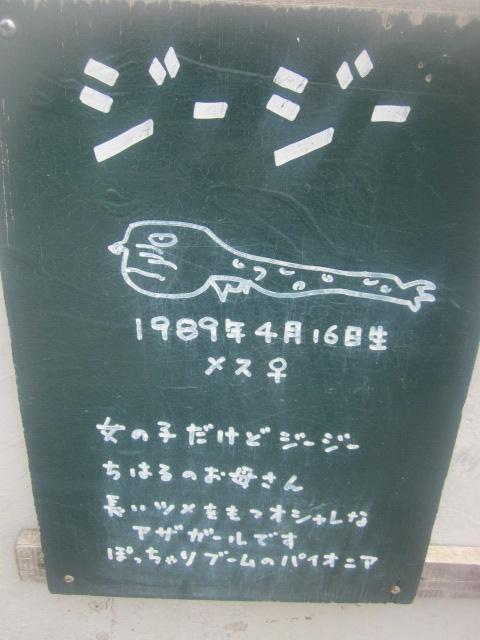 ジージー
1989年4月16日生
メス♀
女の子だけどジージー
ちはるのお母さん
長いツメをもつオシャレな
アザガールです
ぽっちゃりブームのパイオニア